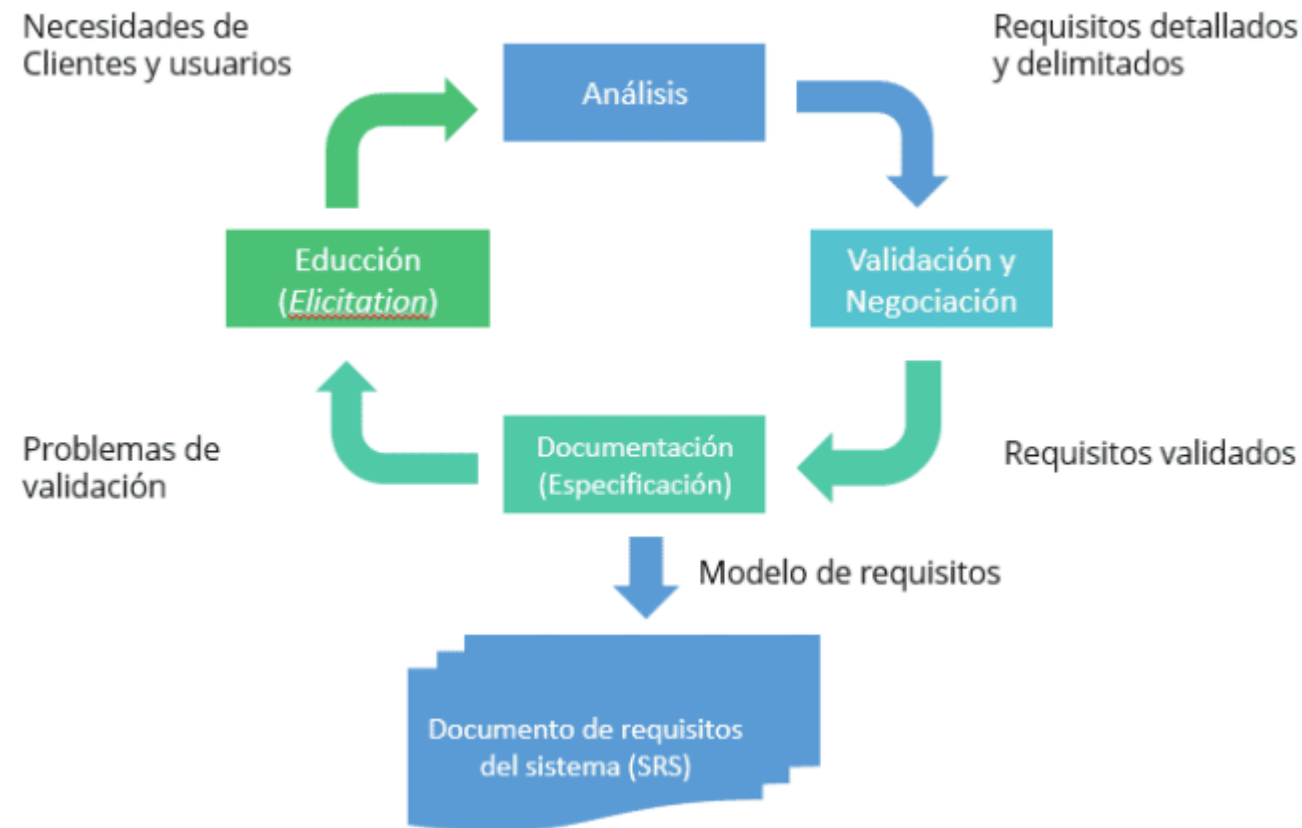 Necesidades de
Clientes y usuarios
Requisitos detallados
y delimitados
Análisis
Educción
(Elicitation)
Validación y
Negociación
Problemas de
validación
Documentación
(Especificación)
Requisitos validados
Modelo de requisitos
Documento de requisitos
del sistema (SRS)